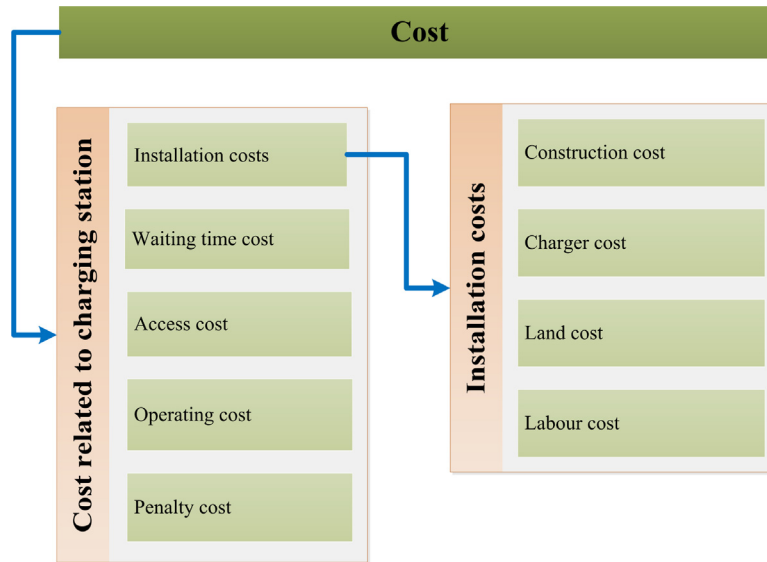 Cost
Cost related to charging station
Installation costs
Waiting time cost
Access cost
Operating cost
Penalty cost
Installation costs
Construction cost
Charger cost
Land cost
Labour cost